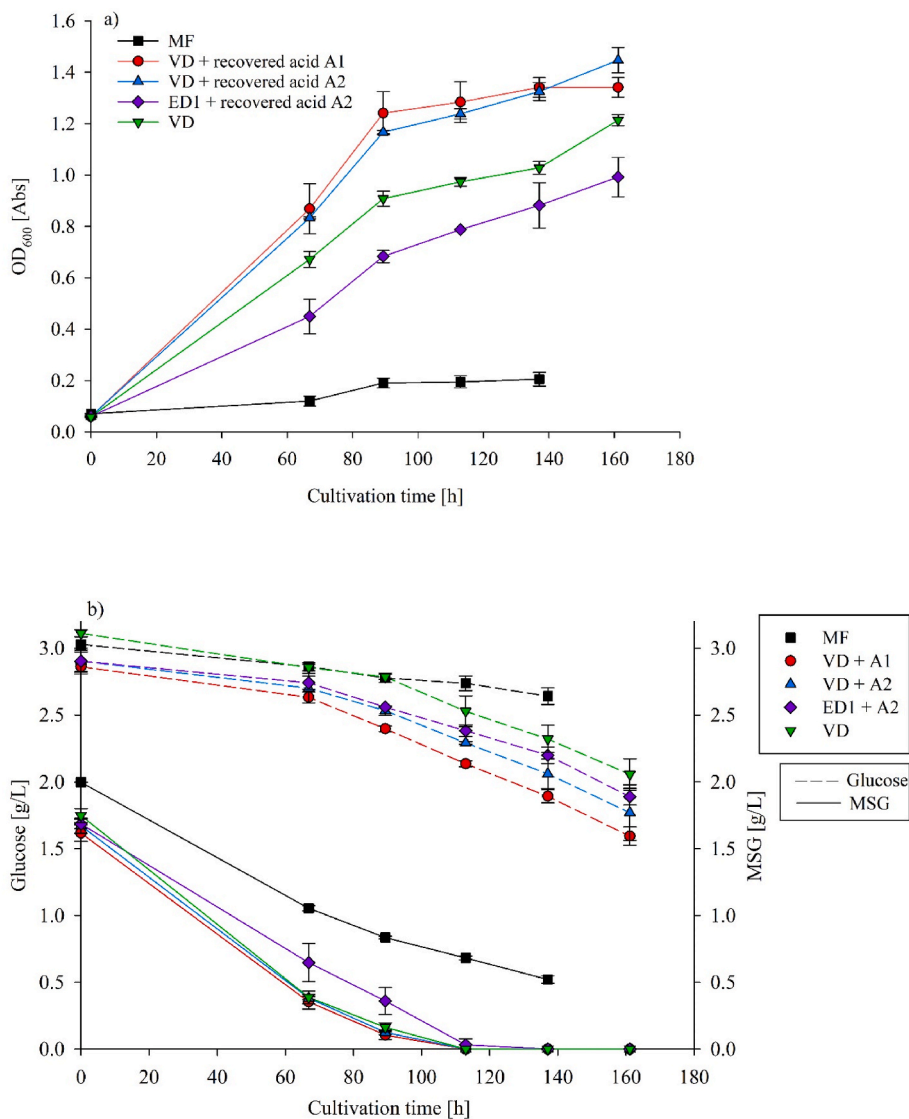 a)
1.6
1.4
1.2
1.0
0.8
0.6
0.4
0.2
0.0
OD600 [Abs]
MF
VD + recovered acid A1
VD + recovered acid A2
ED1 + recovered acid A2
VD
0 20 40 60 80 100 120 140 160 180
Cultivation time [h]
b)
3.0
2.5
2.0
1.5
1.0
0.5
0.0
Glucose [g/L]
3.0
2.5
2.0
1.5
1.0
0.5
0.0
MSG [g/L]
MF
VD + A1
VD + A2
ED1 + A2
VD
Glucose
MSG
0 20 40 60 80 100 120 140 160 180
Cultivation time [h]